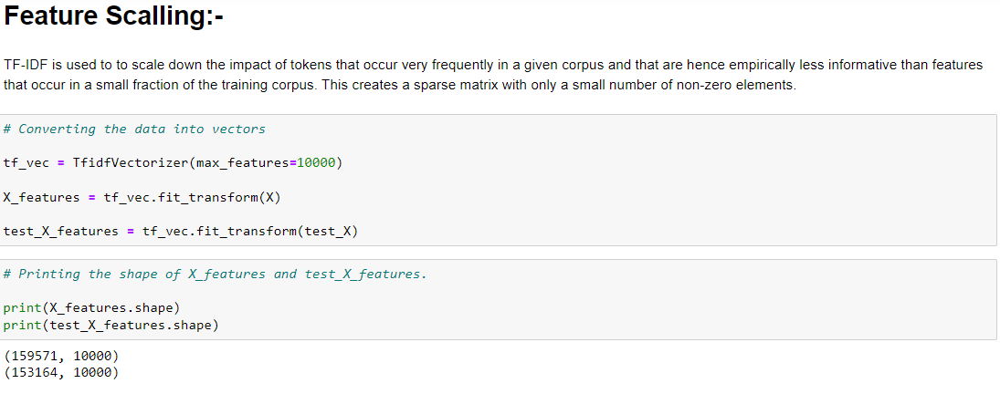 Feature Scalling:-
TF-IDF is used to to scale down the impact of tokens that occur very frequently in a given corpus and that are hence empirically less informative than features
that occur in a small fraction of the training corpus. This creates a sparse matrix with only a small number of non-zero elements.
# Converting the data into vectors
tf_vec = TfidfVectorizer(max_features=10000)
X_features = tf_vec.fit_transform(X)
test_X_features = tf_vec.fit_transform(test_X)
# Printing the shape of X_features and test_X_features.
print(X_features.shape)
print(test_X_features.shape)
(159571, 10000)
(153164, 10000)